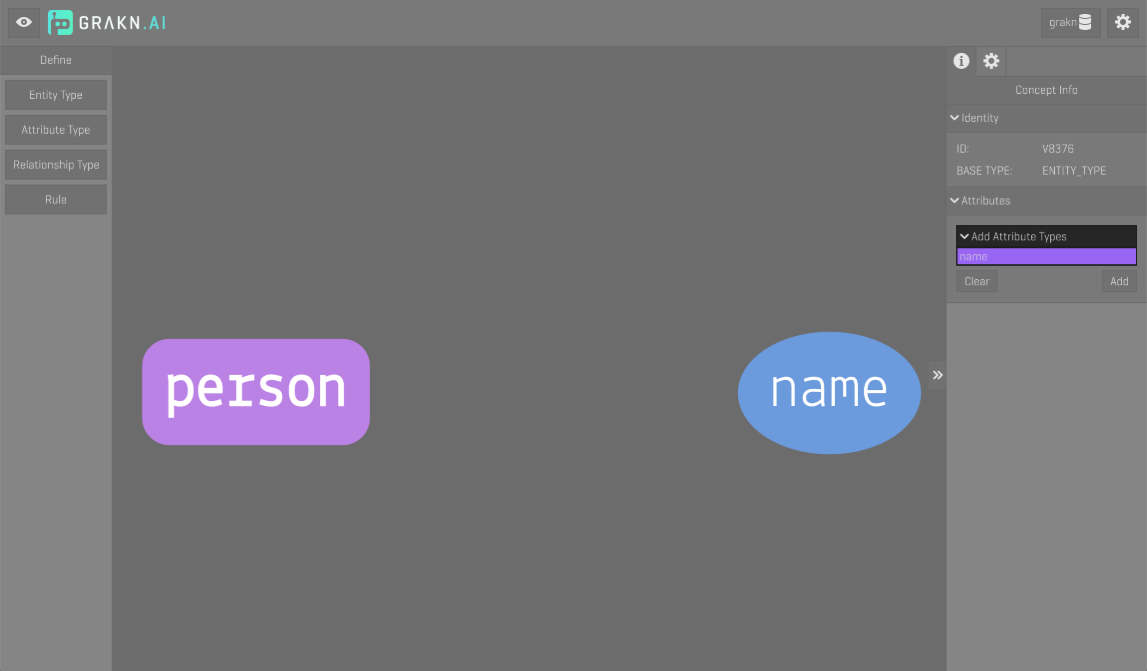 GRAKN.AI
grakn
Define
Entity Type
Attribute Type
Relationship Type
Rule
person
name
Concept Info
Identity
ID: V8376
BASE TYPE: ENTITY_TYPE
Attributes
Add Attribute Types
name
Clear Add